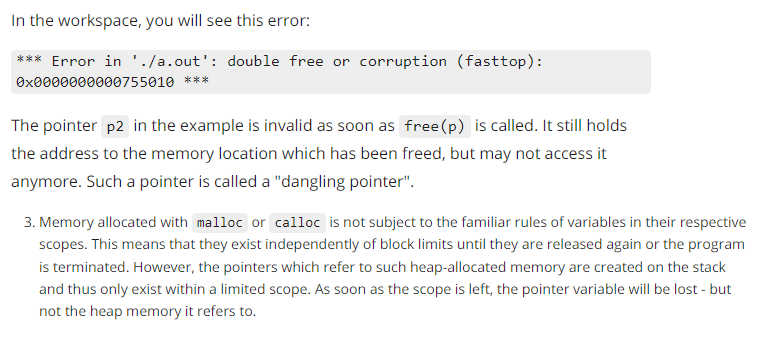 In the workspace, you will see this error:
*** Error in './a.out': double free or corruption (fasttop):
0x0000000000755010 ***
The pointer p2 in the example is invalid as soon as free(p) is called. It still holds
the address to the memory location which has been freed, but may not access it
anymore. Such a pointer is called a "dangling pointer".
3. Memory allocated with malloc or calloc is not subject to the familiar rules of variables in their respective
scopes. This means that they exist independently of block limits until they are released again or the program
is terminated. However, the pointers which refer to such heap-allocated memory are created on the stack
and thus only exist within a limited scope. As soon as the scope is left, the pointer variable will be lost - but
not the heap memory it refers to.